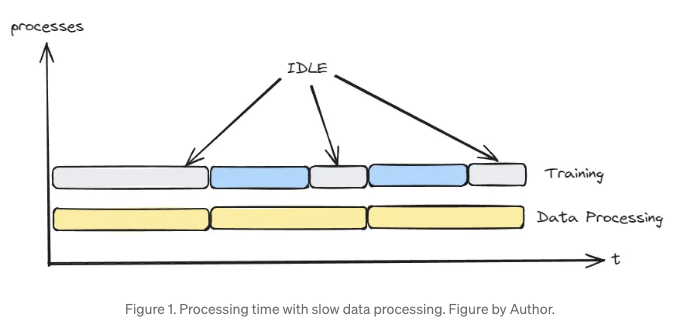 processes
IDLE
Training
Data Processing
t
Figure 1. Processing time with slow data processing. Figure by Author.